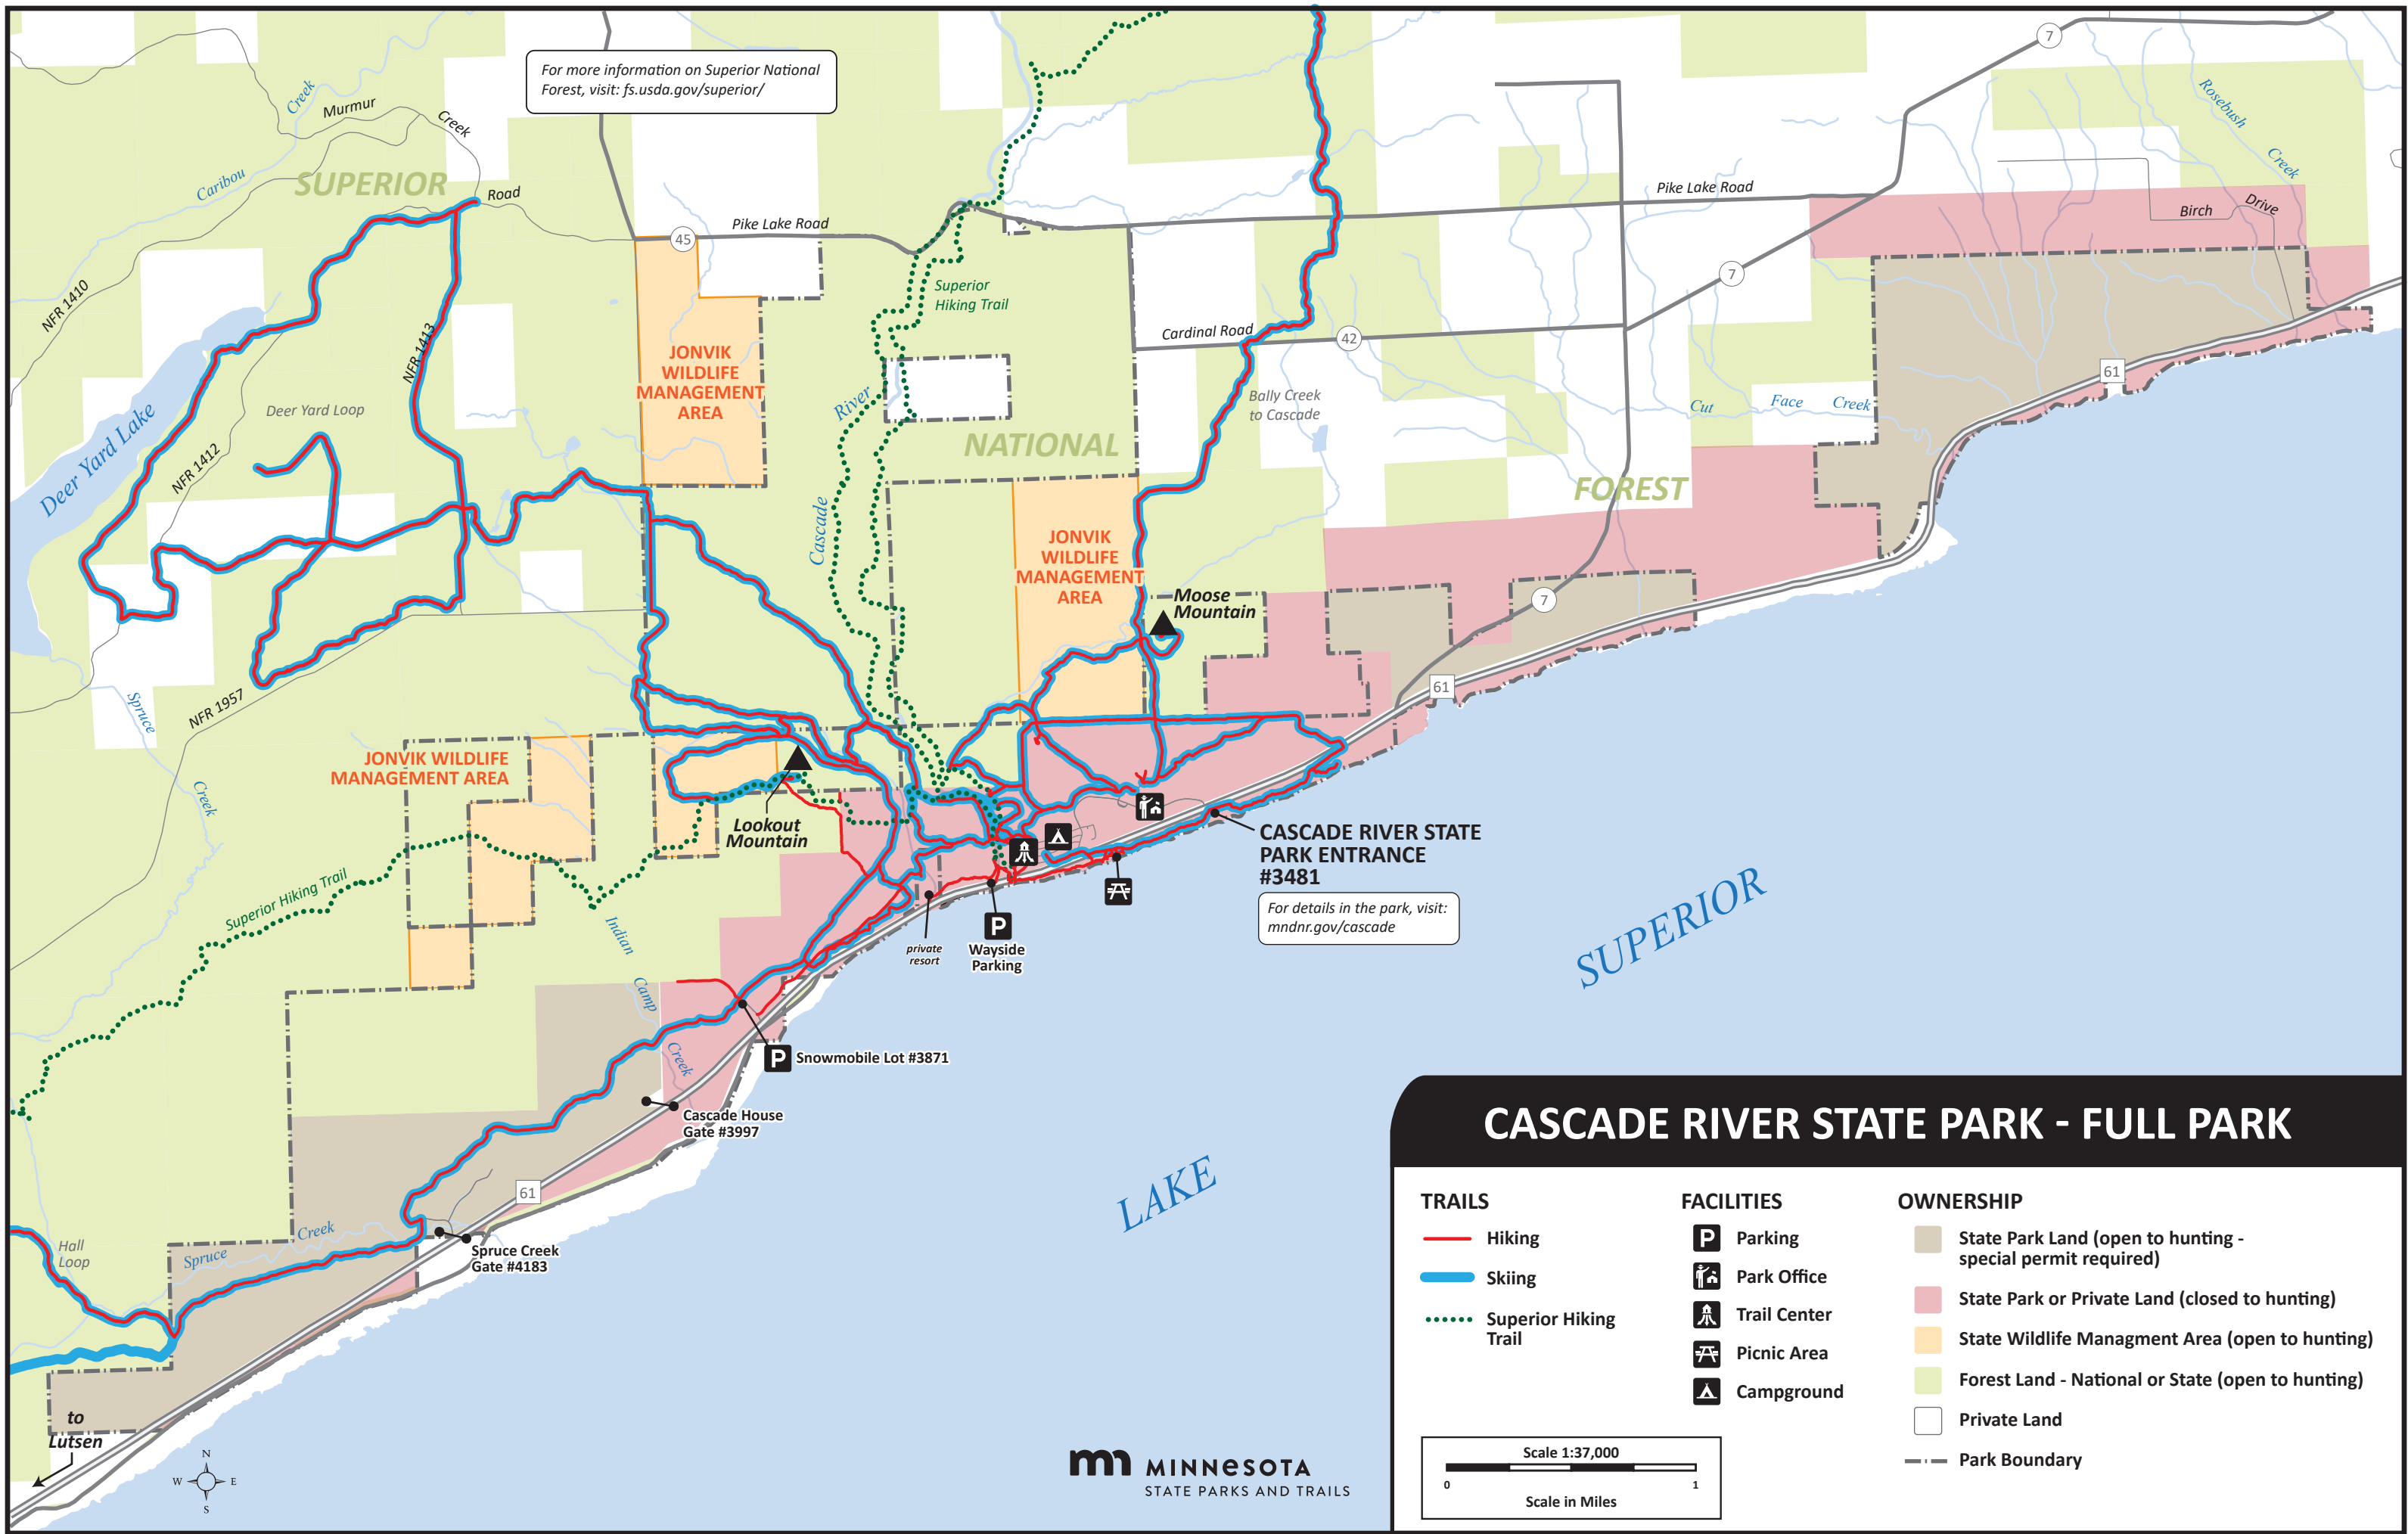 For more information on Superior National
Forest, visit: fs.usda.gov/superior/
7
Rosebush
Creek
Creek
Murmur
Creek
Caribou
SUPERIOR
Road
Pike Lake Road
45
Pike Lake Road
Birch
Drive
7
Superior
Hiking Trail
NFR 1410
NFR 1413
Cardinal Road
42
JONVIK
WILDLIFE
MANAGEMENT
AREA
61
River
Bally Creek
to Cascade
Cut
Face
Creek
Deer Yard Loop
Deer Yard Lake
NFR 1412
NATIONAL
FOREST
Cascade
JONVIK
WILDLIFE
MANAGEMENT
AREA
Moose
Mountain
7
61
Spruce
Creek
NFR 1957
JONVIK WILDLIFE
MANAGEMENT AREA
Lookout
Mountain
CASCADE RIVER STATE
PARK ENTRANCE
#3481
For details in the park, visit:
mndnr.gov/cascade
Superior Hiking Trail
Indian
Camp
Creek
private
resort
P
Wayside
Parking
SUPERIOR
P
Snowmobile Lot #3871
Cascade House
Gate #3997
61
LAKE
Hall
Loop
Spruce
Creek
Spruce Creek
Gate #4183
to
Lutsen
N
W
E
S
mn
MINNESOTA
STATE PARKS AND TRAILS
CASCADE RIVER STATE PARK - FULL PARK
TRAILS
Hiking
Skiing
Superior Hiking
Trail
FACILITIES
P
Parking
Park Office
Trail Center
Picnic Area
Campground
OWNERSHIP
State Park Land (open to hunting -
special permit required)
State Park or Private Land (closed to hunting)
State Wildlife Managment Area (open to hunting)
Forest Land - National or State (open to hunting)
Private Land
Park Boundary
Scale 1:37,000
0
1
Scale in Miles